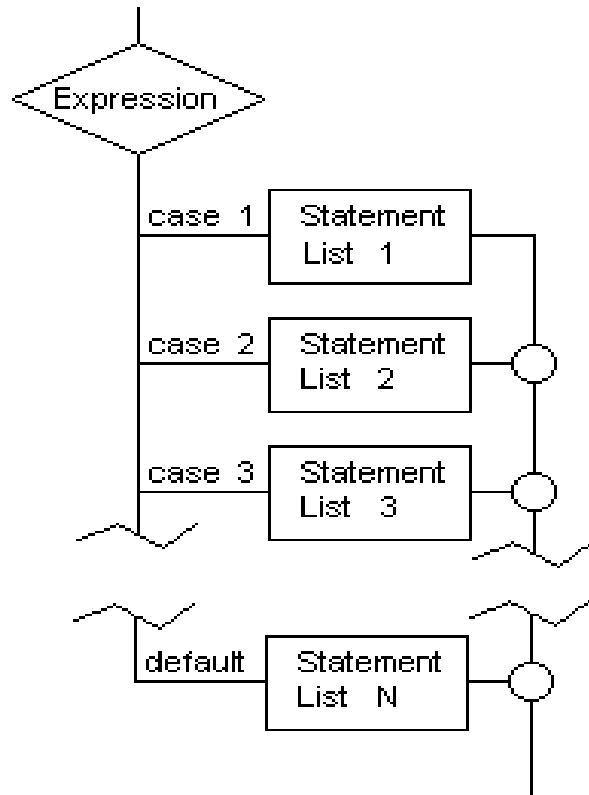 Expression
case 1
Statement
List 1
case 2
Statement
List 2
case 3
Statement
List 3
default
Statement
List N